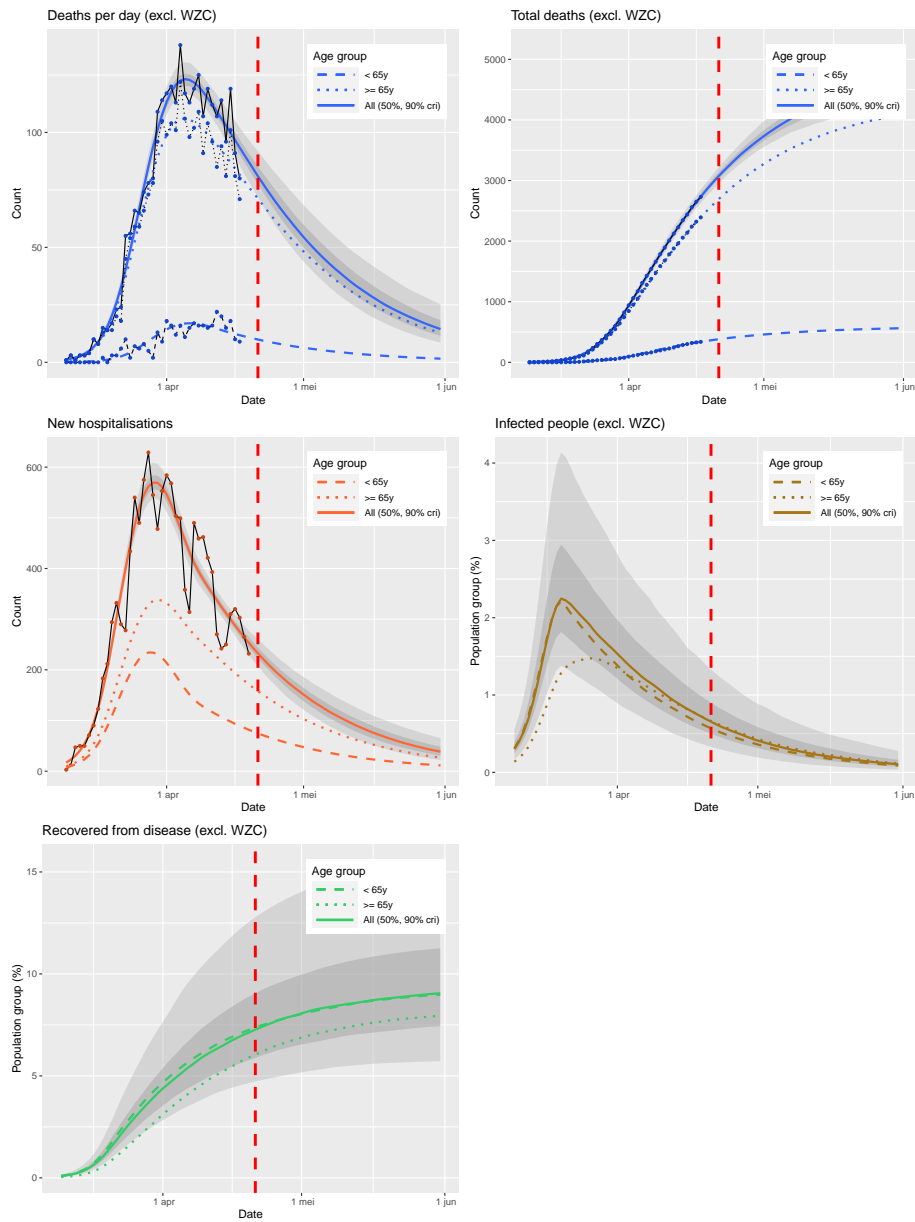 Deaths per day (excl. WZC)
Count
100
50
0
Age group
< 65y
>= 65y
All (50%, 90% cri)
1 apr
1 mei
1 jun
Date
Total deaths (excl. WZC)
Count
5000
4000
3000
2000
1000
0
Age group
< 65y
>= 65y
All (50%, 90% cri)
1 apr
1 mei
1 jun
Date
New hospitalisations
Count
600
400
200
0
Age group
< 65y
>= 65y
All (50%, 90% cri)
1 apr
1 mei
1 jun
Date
Infected people (excl. WZC)
Population group (%)
4
3
2
1
0
Age group
< 65y
>= 65y
All (50%, 90% cri)
1 apr
1 mei
1 jun
Date
Recovered from disease (excl. WZC)
Population group (%)
15
10
5
0
Age group
< 65y
>= 65y
All (50%, 90% cri)
1 apr
1 mei
1 jun
Date